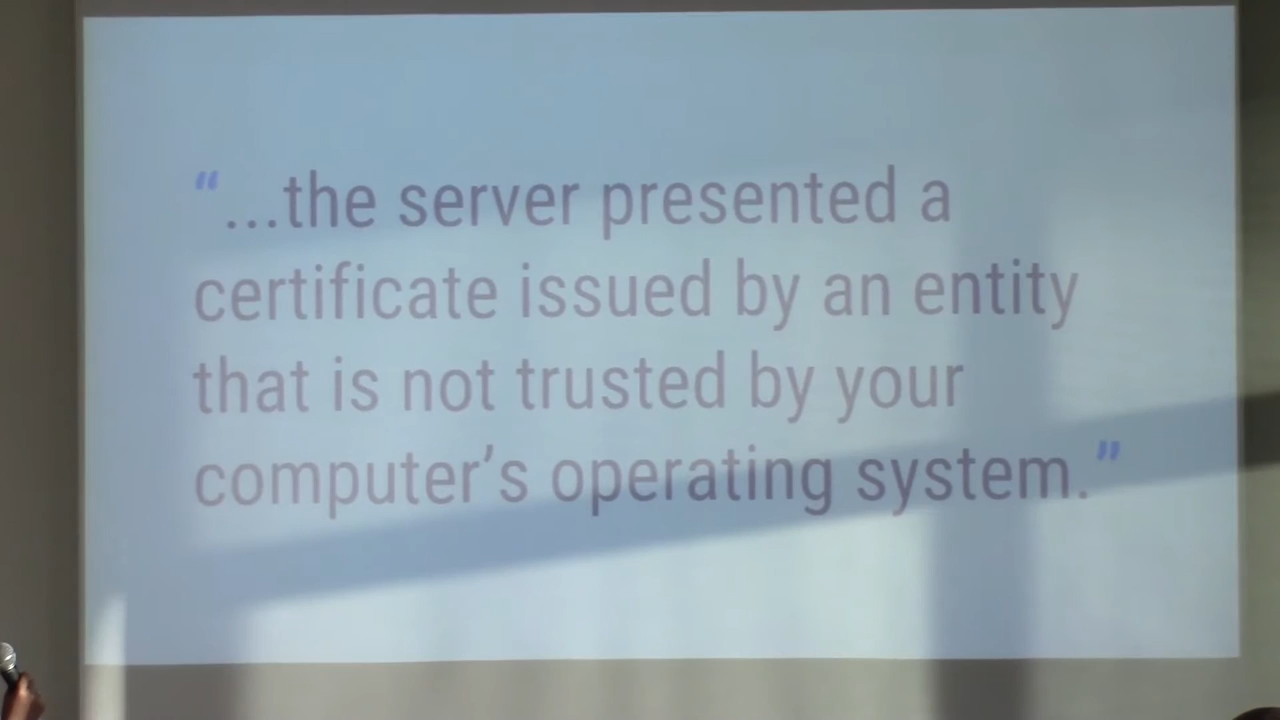 “...the server presented a
certificate issued by an entity
that is not trusted by your
computer’s operating system.”